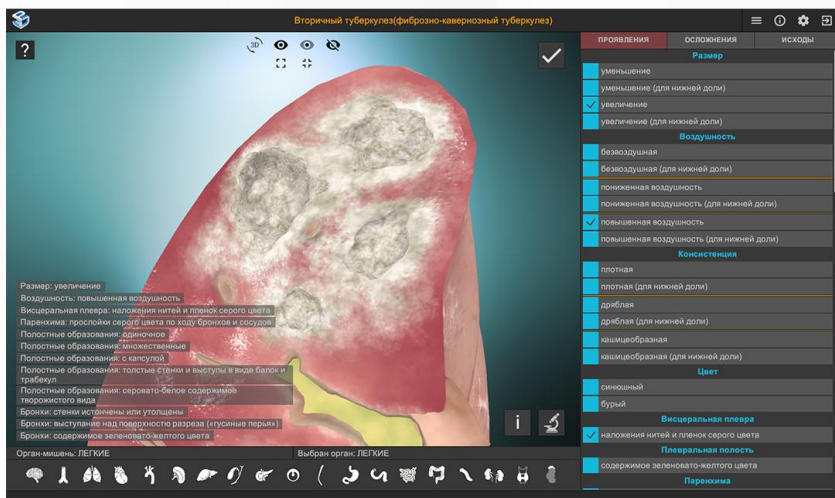 Вторичный туберкулез(фиброзно-кавернозный туберкулез)
?
3D
ПРОЯВЛЕНИЯ
ОСЛОЖНЕНИЯ
ИСХОДЫ
Размер
уменьшение
уменьшение (для нижней доли)
увеличение
увеличение (для нижней доли)
Воздушность
безвоздушная
безвоздушная (для нижней доли)
пониженная воздушность
пониженная воздушность (для нижней доли)
повышенная воздушность
повышенная воздушность (для нижней доли)
Консистенция
плотная
плотная (для нижней доли)
дряблая
дряблая (для нижней доли)
кашицеобразная
кашицеобразная (для нижней доли)
Цвет
синюшный
бурый
Висцеральная плевра
наложения нитей и пленок серого цвета
Плевральная полость
содержимое зеленовато-желтого цвета
Паренхима
Размер: увеличение
Воздушность: повышенная воздушность
Висцеральная плевра: наложения нитей и пленок серого цвета
Паренхима: прослойки серого цвета по ходу бронхов и сосудов
Полостные образования: одиночное
Полостные образования: множественные
Полостные образования: с капсулой
Полостные образования: толстые стенки и выступы в виде балок и
трабекул
Полостные образования: серовато-белое содержимое
творожистого вида
Бронхи: стенки истончены или утолщены
Бронхи: выступание над поверхностью разреза («гусиные перья»)
Бронхи: содержимое зеленовато-желтого цвета
i
Орган-мишень: ЛЕГКИЕ
Выбран орган: ЛЕГКИЕ